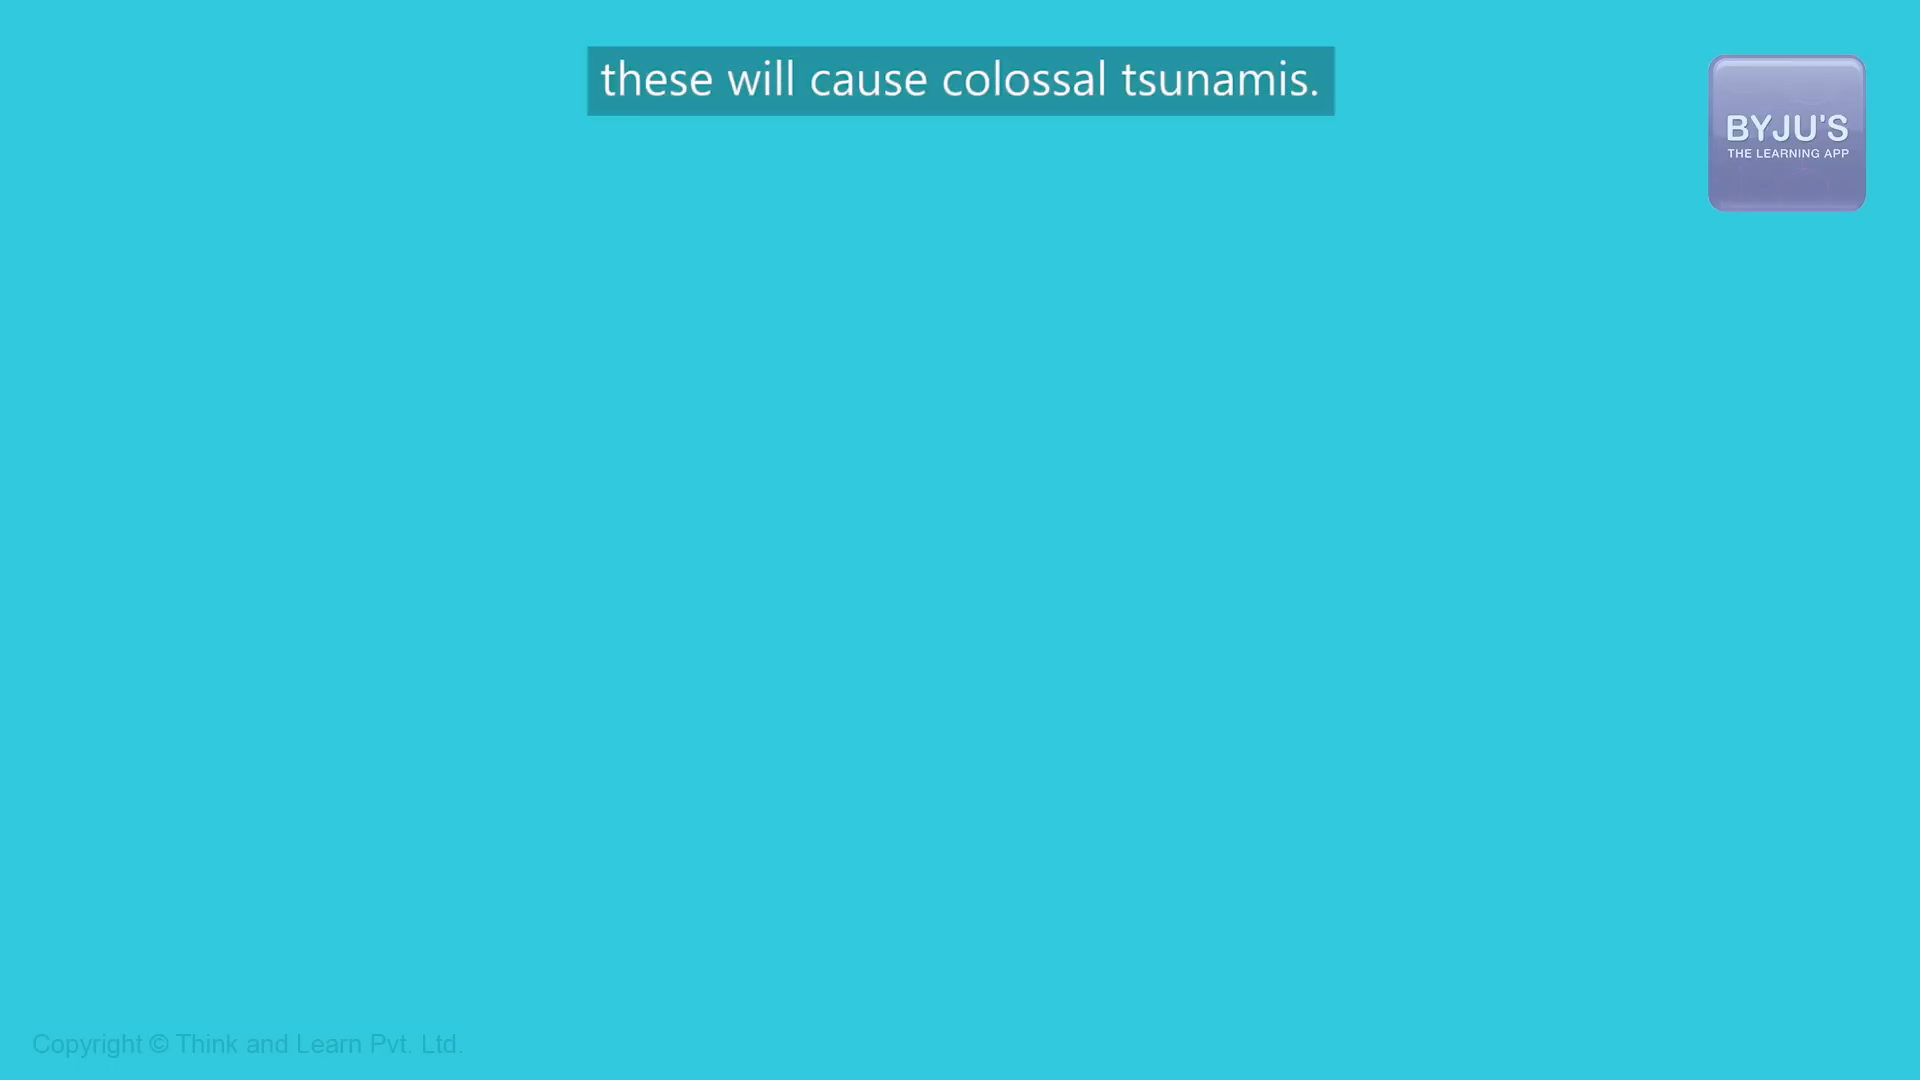 these will cause colossal tsunamis.
BYJU'S
THE LEARNING APP
Copyright © Think and Learn Pvt. Ltd.